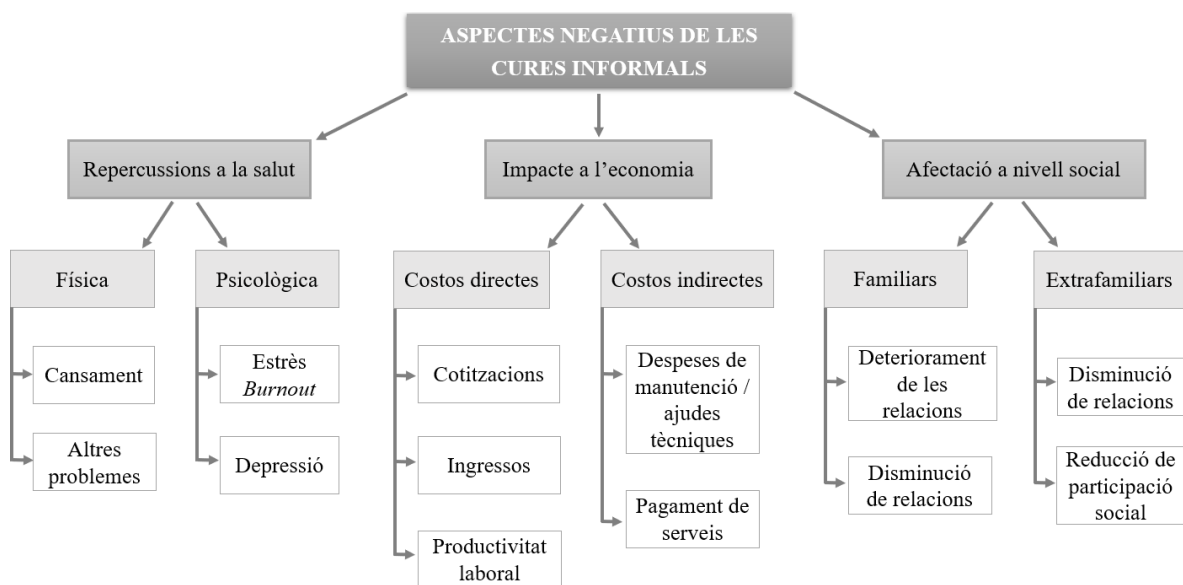 ASPECTES NEGATIUS DE LES
CURES INFORMALS
Repercussions a la salut
Impacte a l’economia
Afectació a nivell social
Física
Psicològica
Costos directes
Costos indirectes
Familiars
Extrafamiliars
Cansament
Altres
problemes
Estrès
Burnout
Depressió
Cotitzacions
Ingressos
Productivitat
laboral
Despeses de
manutenció /
ajudes
tècniques
Pagament de
serveis
Deteriorament
de les
relacions
Disminució
de relacions
Disminució
de relacions
Reducció de
participació
social